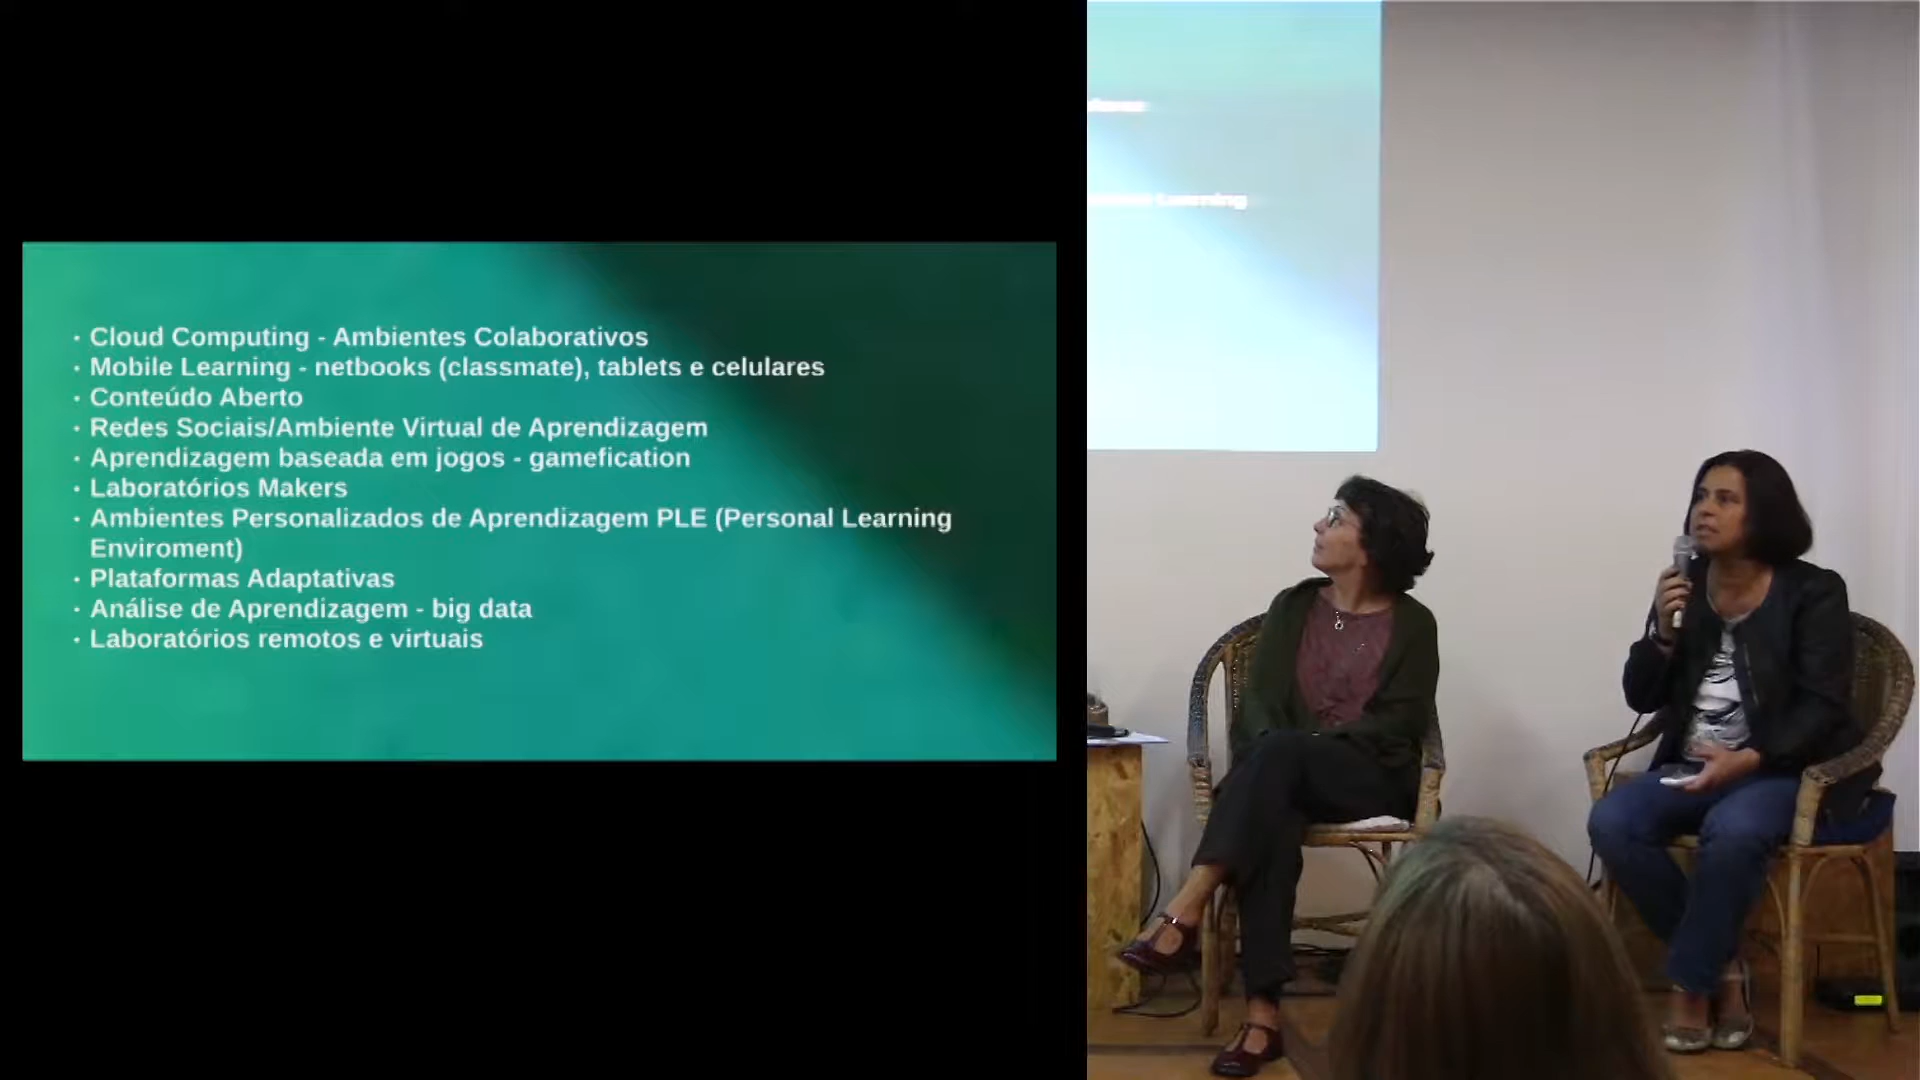 · Cloud Computing - Ambientes Colaborativos
· Mobile Learning - netbooks (classmate), tablets e celulares
· Conteúdo Aberto
· Redes Sociais/Ambiente Virtual de Aprendizagem
· Aprendizagem baseada em jogos - gamefication
· Laboratórios Makers
· Ambientes Personalizados de Aprendizagem PLE (Personal Learning
Enviroment)
· Plataformas Adaptativas
· Análise de Aprendizagem - big data
· Laboratórios remotos e virtuais
Learning